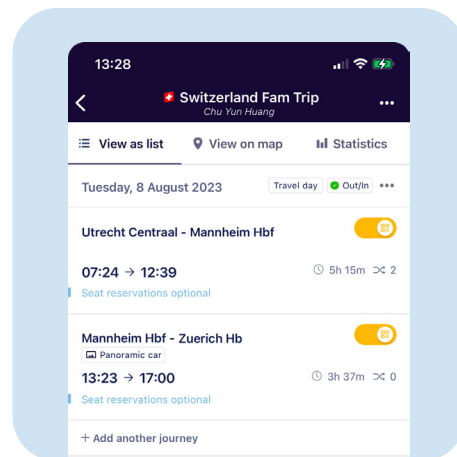 13:28
Switzerland Fam Trip
Chu Yun Huang
View as list View on map Statistics
Tuesday, 8 August 2023 Travel day Out/In
Utrecht Centraal - Mannheim Hbf
07:24 → 12:39 5h 15m 2
Seat reservations optional
Mannheim Hbf - Zuerich Hb
Panoramic car
13:23 → 17:00 3h 37m 0
Seat reservations optional
+ Add another journey